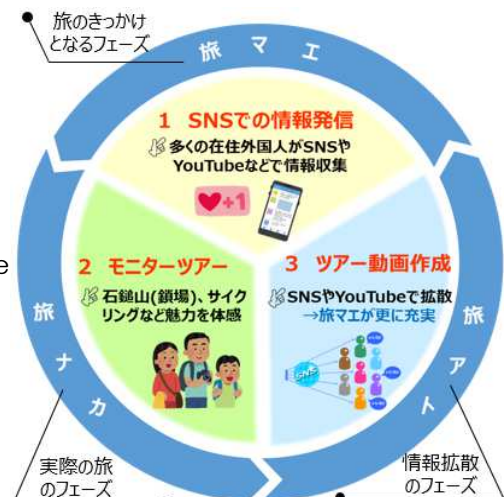 旅のきっかけ
となるフェーズ
旅マエ
1 SNSでの情報発信
多くの在住外国人がSNSや
YouTubeなどで情報収集
+1
2 モニターツアー
石鎚山(鎖場)、サイク
リングなど魅力を体感
3 ツアー動画作成
SNSやYouTubeで拡散
→旅マエが更に充実
SNS
e
旅ナカ
旅アト
実際の旅
のフェーズ
情報拡散
のフェーズ